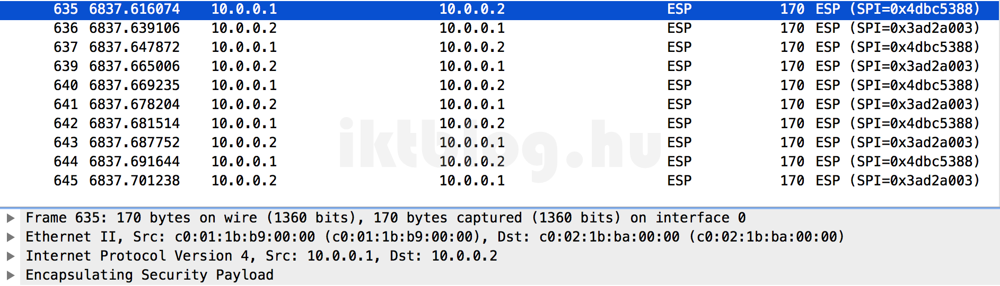 635 6837.616074 10.0.0.1 10.0.0.2 ESP 170 ESP (SPI=0x4dbc5388)
636 6837.639106 10.0.0.2 10.0.0.1 ESP 170 ESP (SPI=0x3ad2a003)
637 6837.647872 10.0.0.1 10.0.0.2 ESP 170 ESP (SPI=0x4dbc5388)
639 6837.665006 10.0.0.2 10.0.0.1 ESP 170 ESP (SPI=0x3ad2a003)
640 6837.669235 10.0.0.1 10.0.0.2 ESP 170 ESP (SPI=0x4dbc5388)
641 6837.678204 10.0.0.2 10.0.0.1 ESP 170 ESP (SPI=0x3ad2a003)
642 6837.681514 10.0.0.1 10.0.0.2 ESP 170 ESP (SPI=0x4dbc5388)
643 6837.687752 10.0.0.2 10.0.0.1 ESP 170 ESP (SPI=0x3ad2a003)
644 6837.691644 10.0.0.1 10.0.0.2 ESP 170 ESP (SPI=0x4dbc5388)
645 6837.701238 10.0.0.2 10.0.0.1 ESP 170 ESP (SPI=0x3ad2a003)
iktblog.hu
Frame 635: 170 bytes on wire (1360 bits), 170 bytes captured (1360 bits) on interface 0
Ethernet II, Src: c0:01:1b:b9:00:00 (c0:01:1b:b9:00:00), Dst: c0:02:1b:ba:00:00 (c0:02:1b:ba:00:00)
Internet Protocol Version 4, Src: 10.0.0.1, Dst: 10.0.0.2
Encapsulating Security Payload